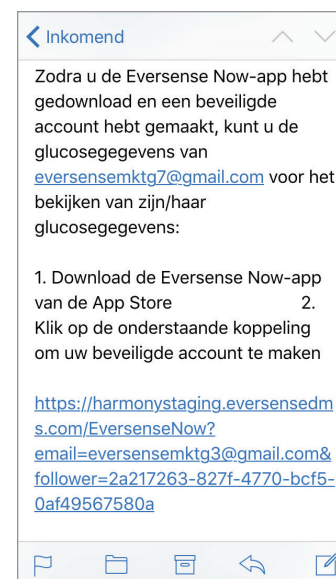 Inkomend
Zodra u de Eversense Now-app hebt
gedownload en een beveiligde
account hebt gemaakt, kunt u de
glucosegegevens van
eversensemktg7@gmail.com voor het
bekijken van zijn/haar
glucosegegevens:
1. Download de Eversense Now-app
van de App Store 2.
Klik op de onderstaande koppeling
om uw beveiligde account te maken
https://harmonystaging.eversensedm
s.com/EversenseNow?
email=eversensemktg3@gmail.com&
follower=2a217263-827f-4770-bcf5-
0af49567580a